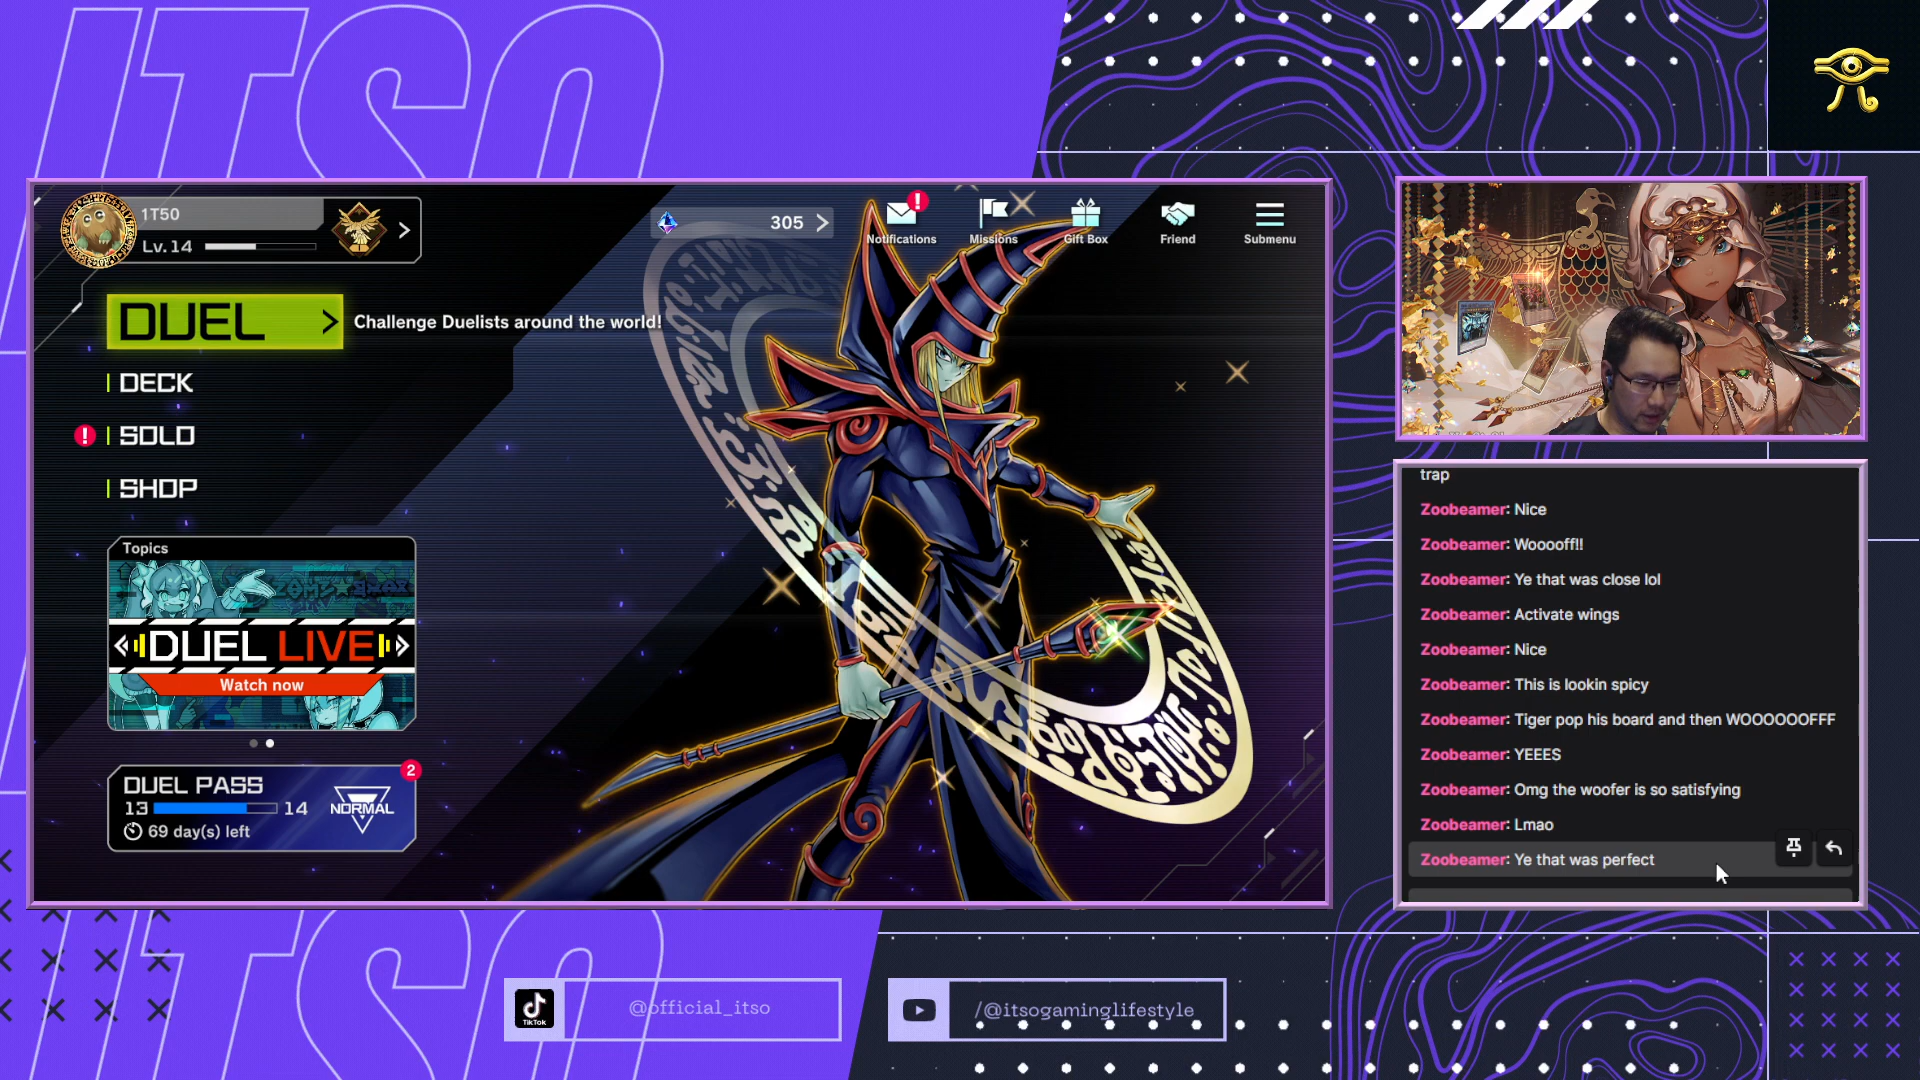 ITSO
1T50
Lv.14
305
Notifications
Missions
Gift Box
Friend
Submenu
DUEL
Challenge Duelists around the world!
DECK
SOLO
SHOP
Topics
DUEL LIVE
Watch now
DUEL PASS
2
13
14
NORMAL
69 day(s) left
trap
Zoobeamer: Nice
Zoobeamer: Wooooff!!
Zoobeamer: Ye that was close lol
Zoobeamer: Activate wings
Zoobeamer: Nice
Zoobeamer: This is lookin spicy
Zoobeamer: Tiger pop his board and then WOOOOOOFFF
Zoobeamer: YEEES
Zoobeamer: Omg the woofer is so satisfying
Zoobeamer: Lmao
Zoobeamer: Ye that was perfect
ITSO
TikTok
@official_itso
/@itsogaminglifestyle